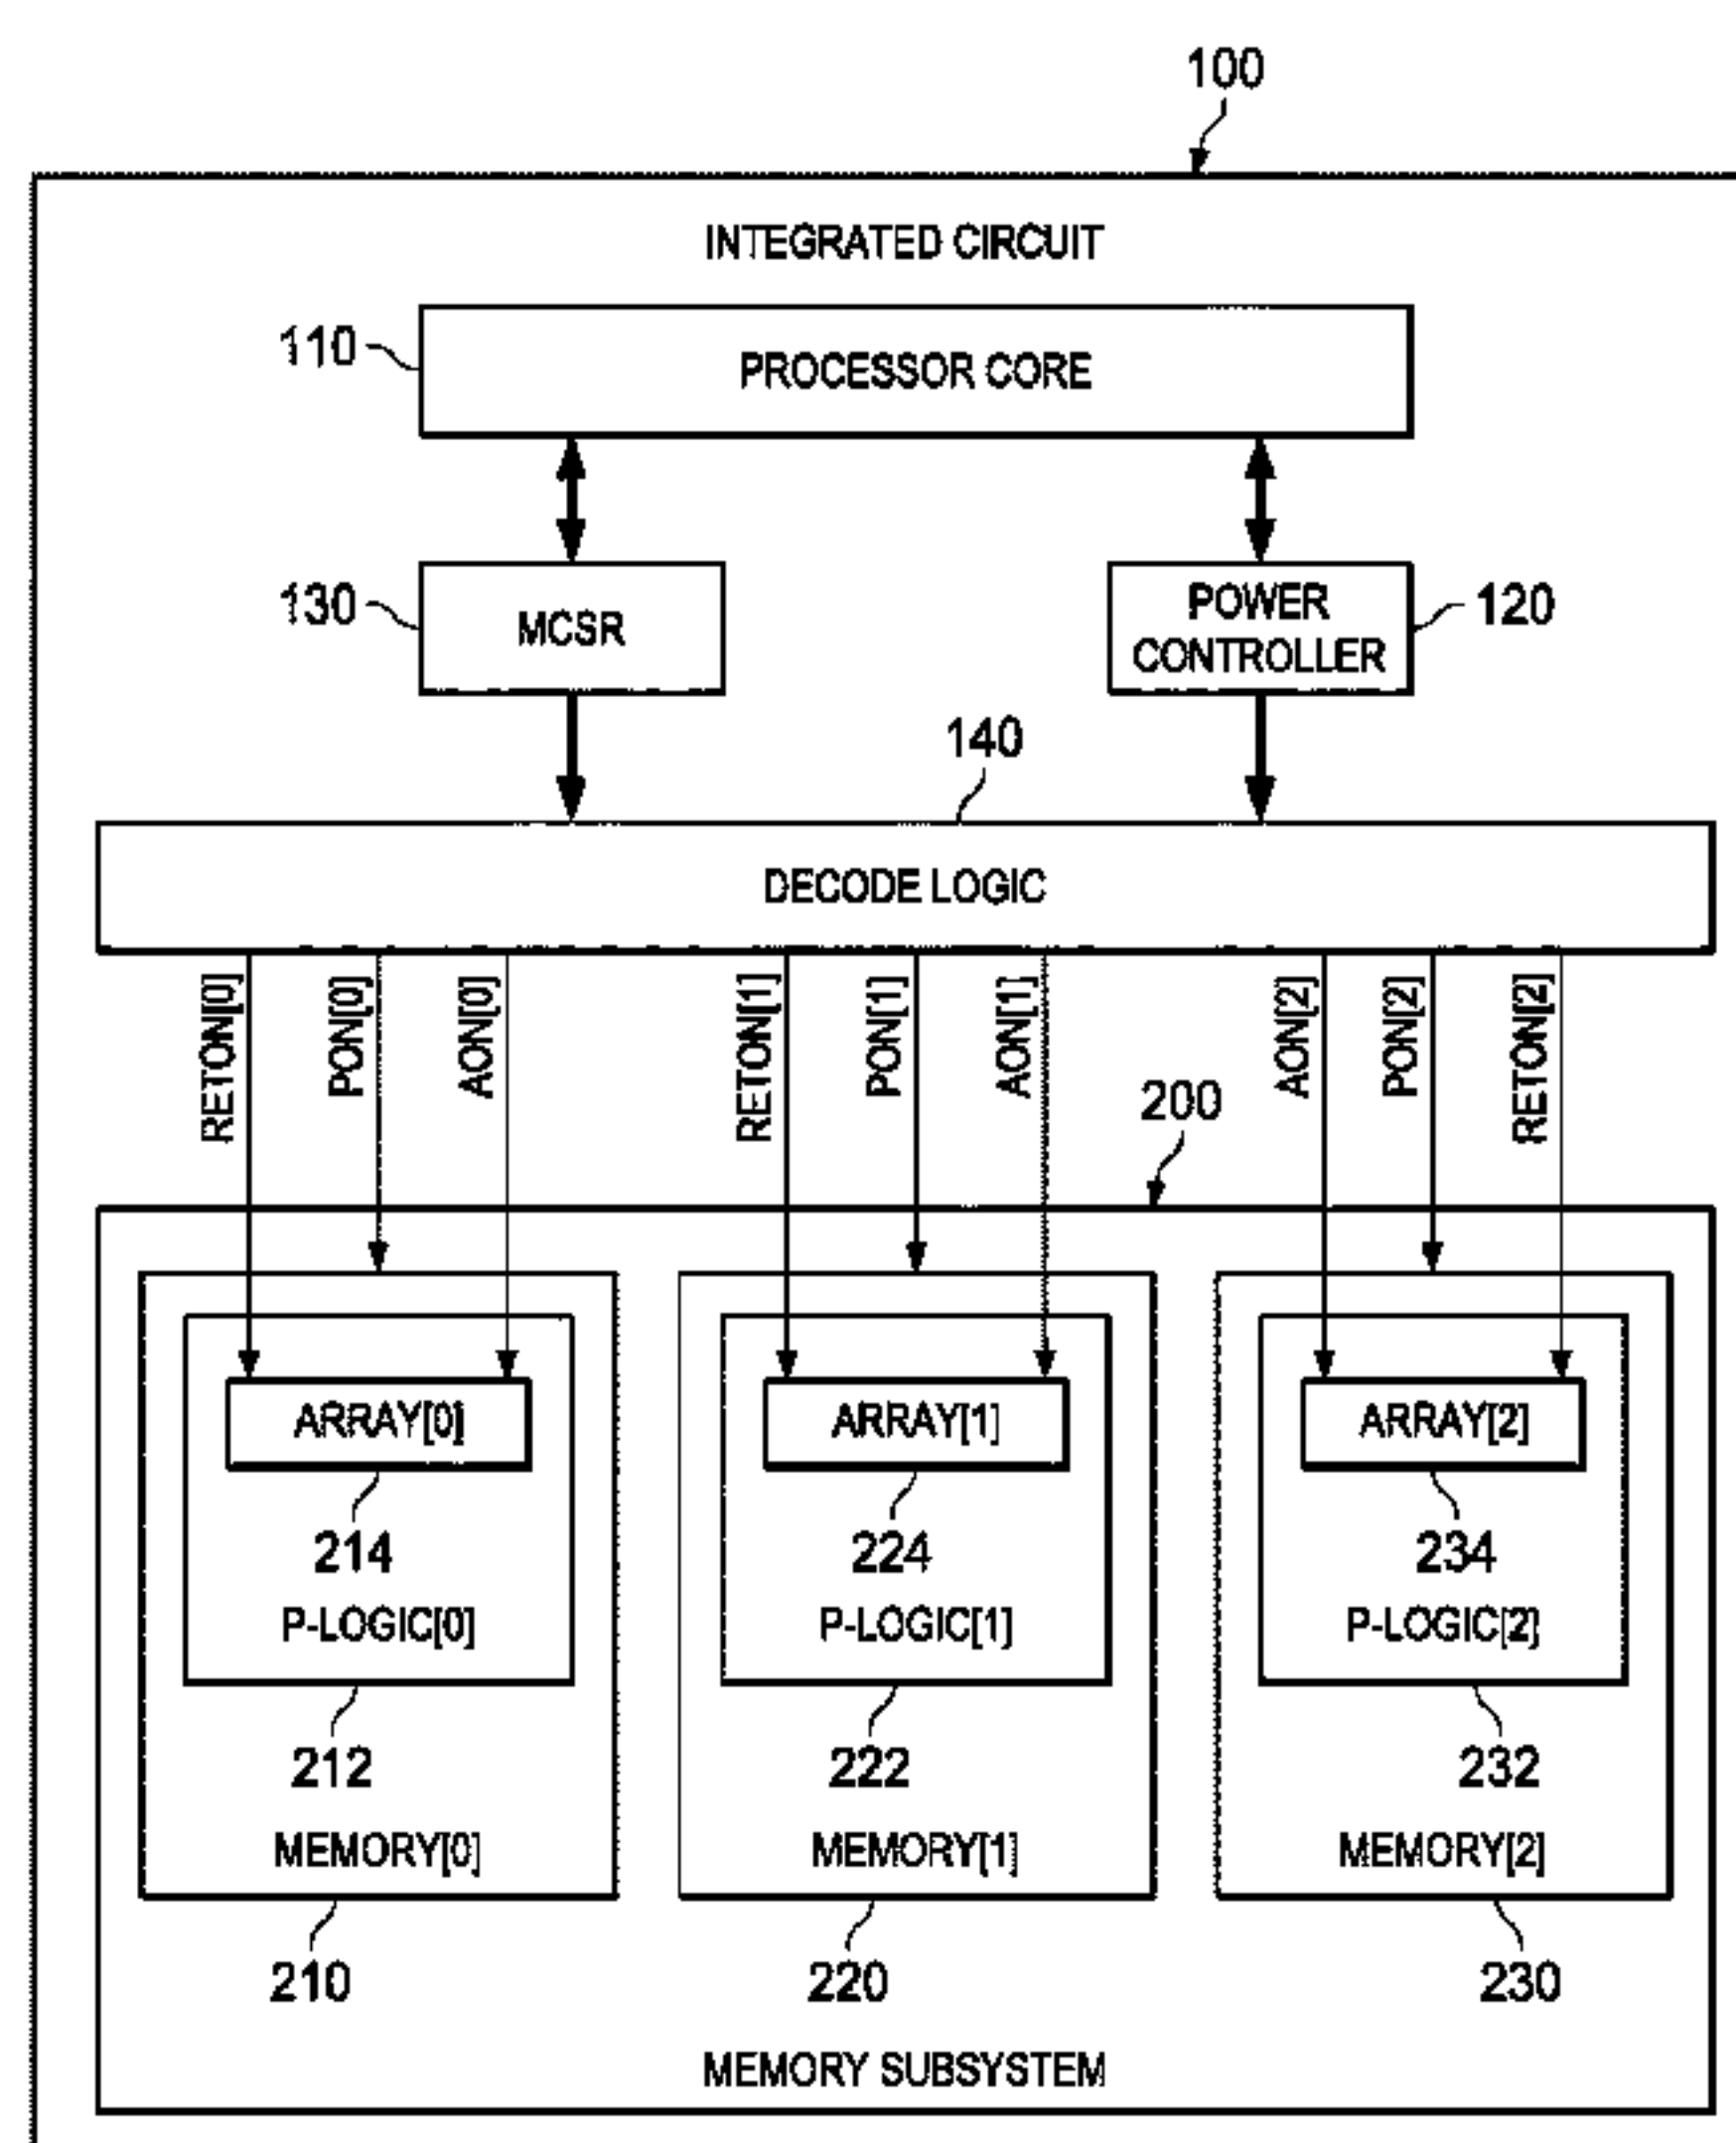 100
INTEGRATED CIRCUIT
110
PROCESSOR CORE
130
MCSR
POWER
CONTROLLER
120
140
DECODE LOGIC
RETON[0]
PON[0]
AON[0]
RETON[1]
PON[1]
AON[1]
AON[2]
PON[2]
RETON[2]
200
ARRAY[0]
ARRAY[1]
ARRAY[2]
214
224
234
P-LOGIC[0]
P-LOGIC[1]
P-LOGIC[2]
212
222
232
MEMORY[0]
MEMORY[1]
MEMORY[2]
210
220
230
MEMORY SUBSYSTEM